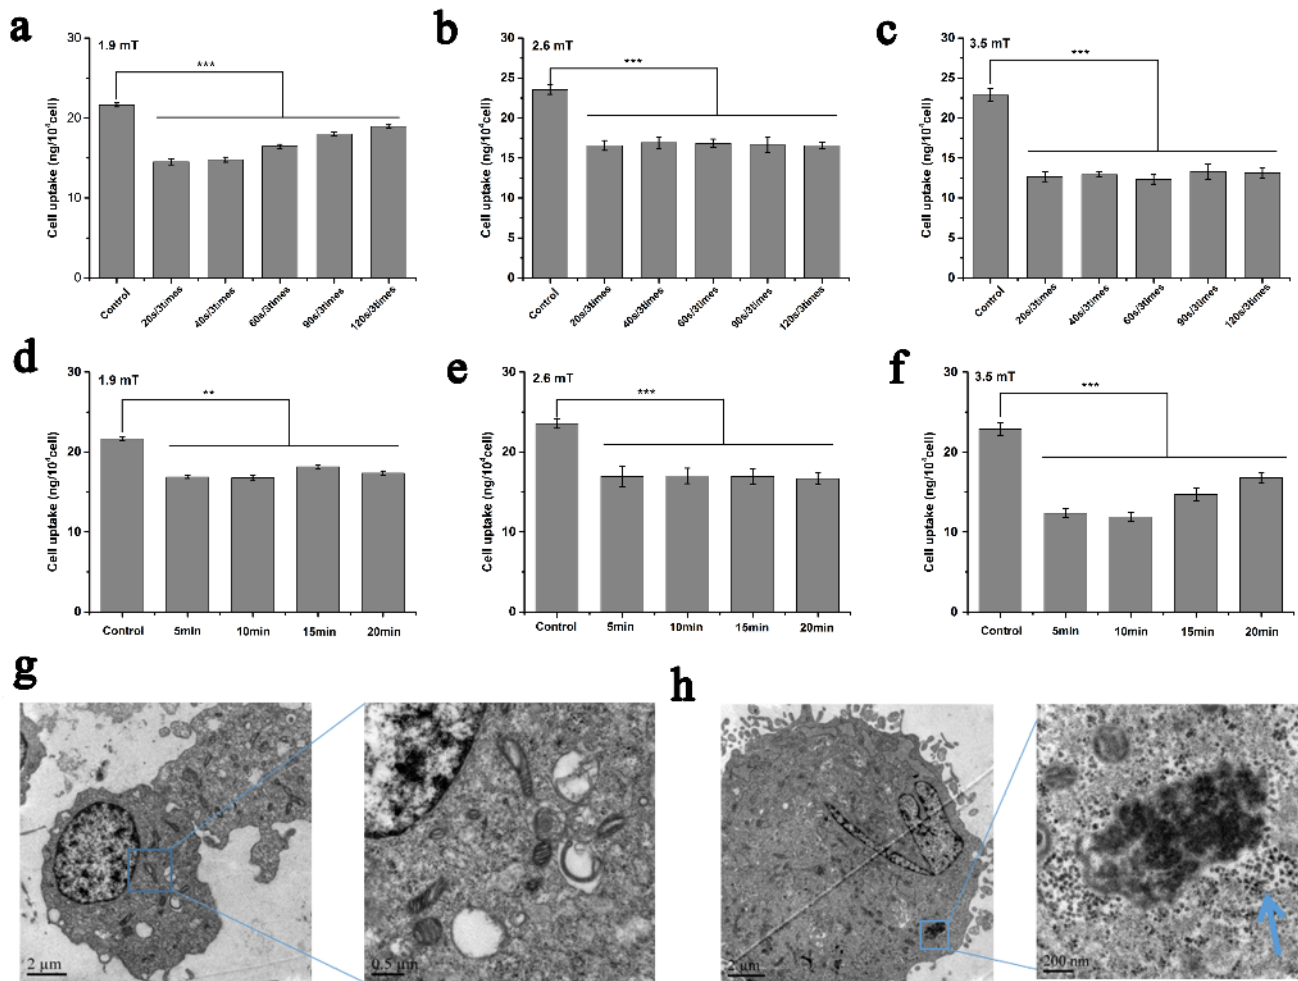 a
1.9 mT
***
Cell uptake (ng/10⁴cell)
30
20
10
0
Control
20s/3times
40s/3times
60s/3times
90s/3times
120s/3times
b
2.6 mT
***
Cell uptake (ng/10⁴cell)
30
25
20
15
10
5
0
Control
20s/3times
40s/3times
60s/3times
90s/3times
120s/3times
c
3.5 mT
***
Cell uptake (ng/10⁴cell)
30
25
20
15
10
5
0
Control
20s/3times
40s/3times
60s/3times
90s/3times
120s/3times
d
1.9 mT
**
Cell uptake (ng/10⁴cell)
30
20
10
0
Control 5min 10min 15min 20min
e
2.6 mT
***
Cell uptake (ng/10⁴cell)
30
20
10
0
Control 5min 10min 15min 20min
f
3.5 mT
***
Cell uptake (ng/10⁴cell)
30
20
10
0
Control 5min 10min 15min 20min
g
2 µm
0.5 µm
h
2 µm
200 nm